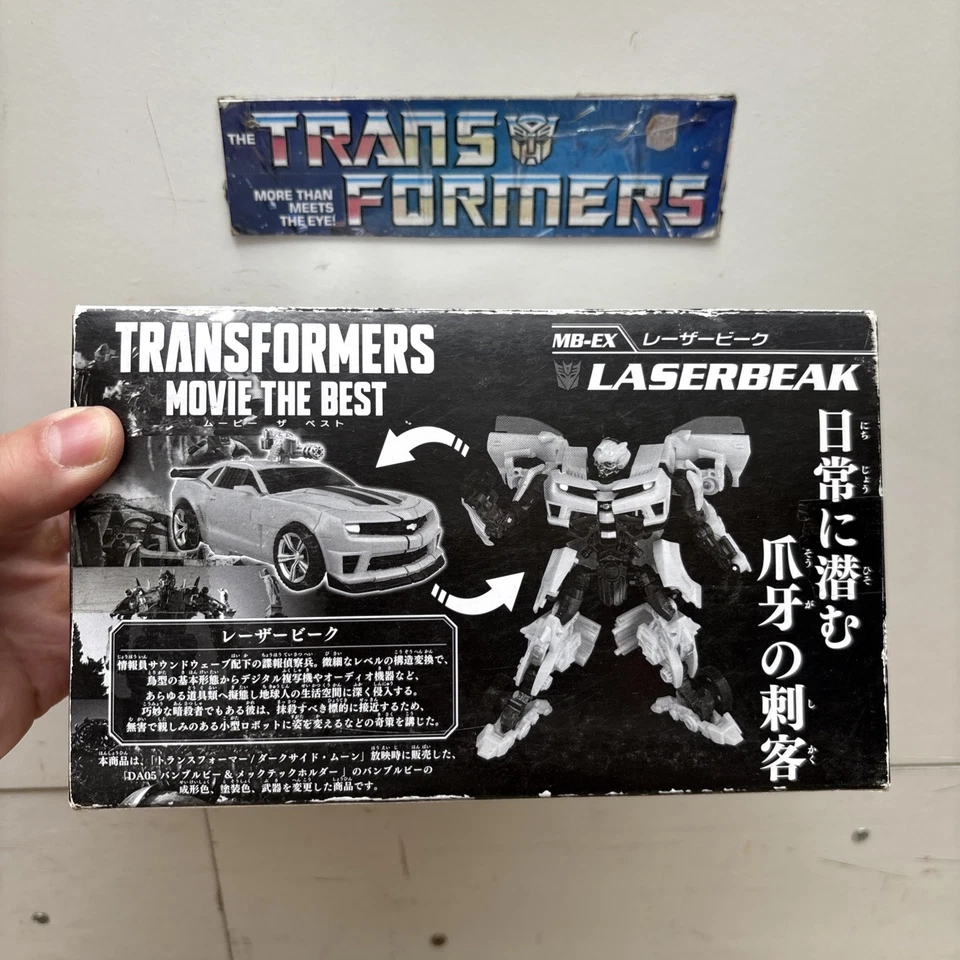 THE TRANSFORMERS
MORE THAN
MEETS
THE EYE!
TRANSFORMERS
MOVIE THE BEST
ムービー ザ ベスト
MB-EX レーザービーク
LASERBEAK
日常に潜む
爪牙の刺客
レーザービーク
情報員サウンドウェーブ配下の諜報偵察兵。微細なレベルの構造変換で、
鳥型の基本形態からデジタル複写機やオーディオ機器など、
あらゆる道具類へ擬態し地球人の生活空間に深く侵入する。
巧妙な暗殺者でもある彼は、抹殺すべき標的に接近するため、
無害で親しみのある小型ロボットに姿を変えるなどの奇策を講じた。
本商品は、「トランスフォーマー/ダークサイド・ムーン」放映時に販売した、
「DA05 バンブルビー&メックテックホルダー」のバンブルビーの
成形色、塗装色、武器を変更した商品です。